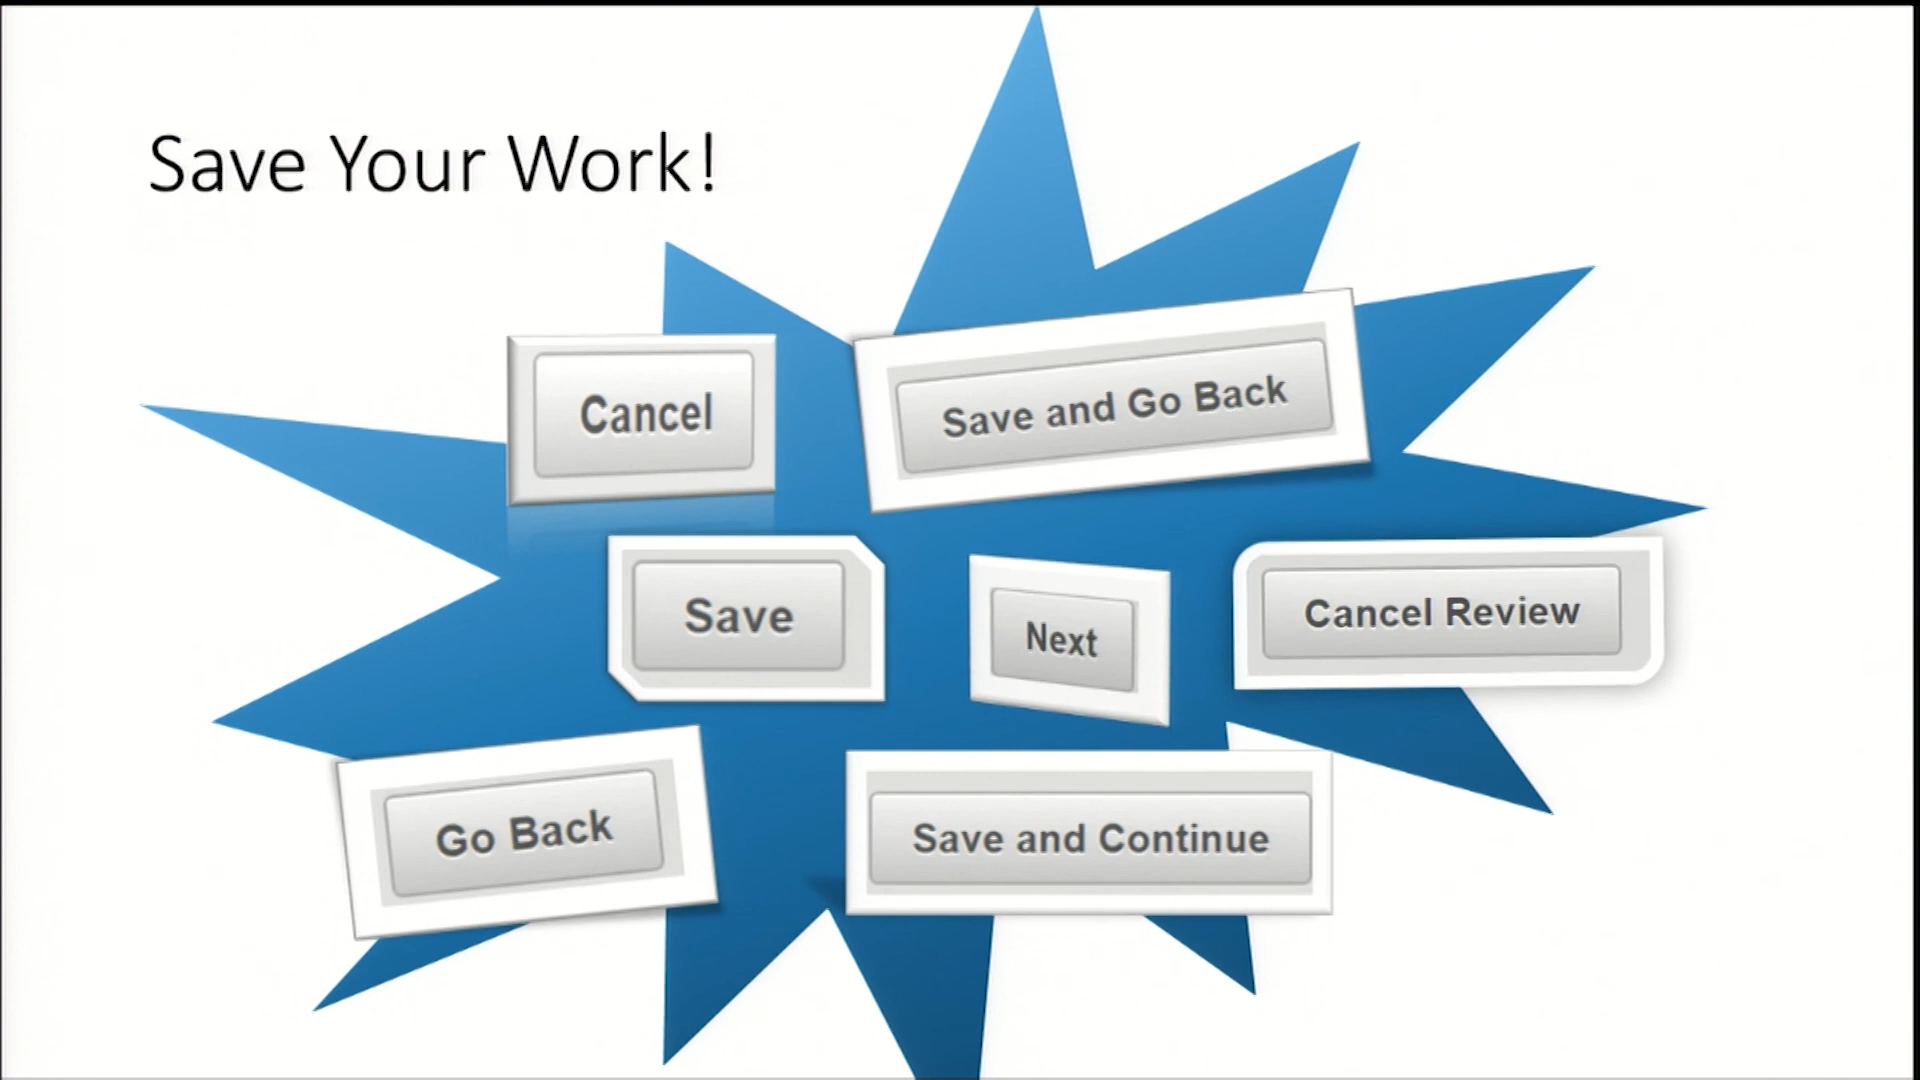 Save Your Work!
Cancel
Save and Go Back
Save
Next
Cancel Review
Go Back
Save and Continue